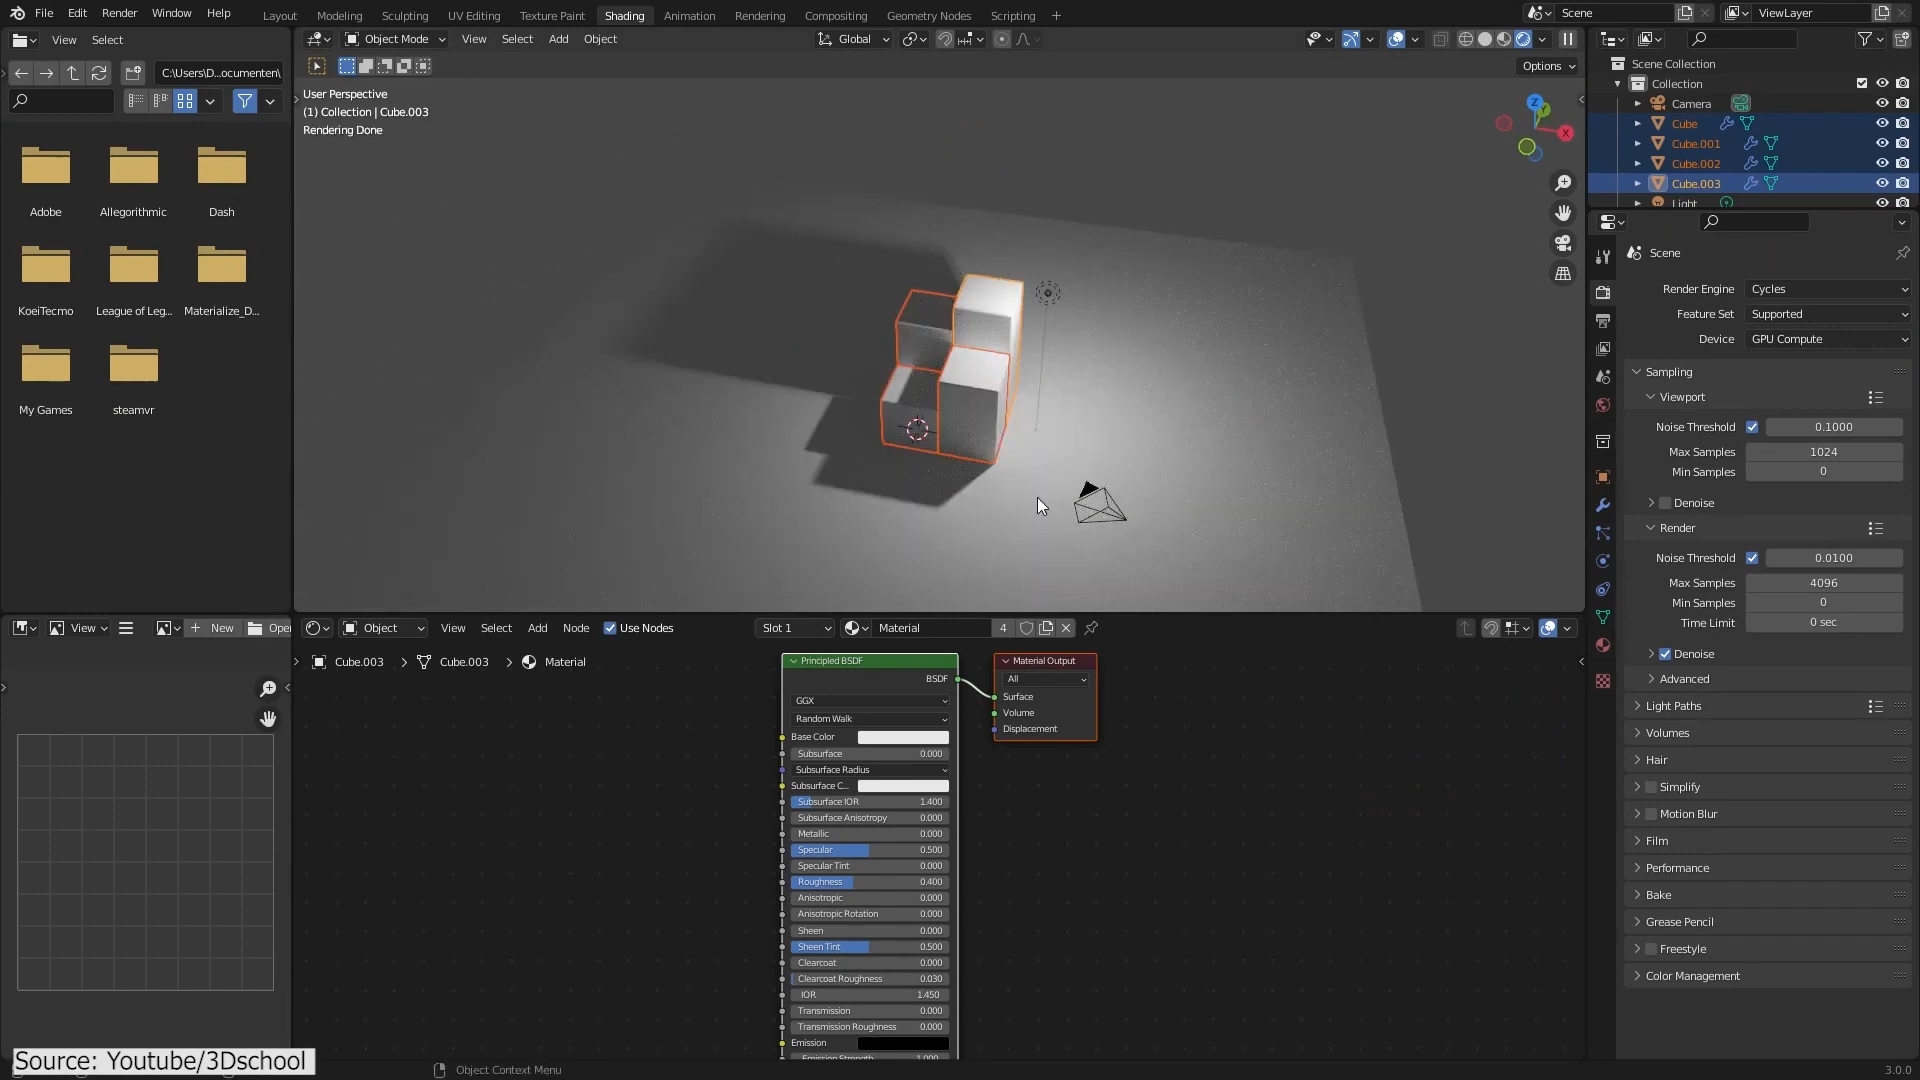 File Edit Render Window Help
Layout Modeling Sculpting UV Editing Texture Paint Shading Animation Rendering Compositing Geometry Nodes Scripting +
Scene
ViewLayer
View Select
C:\Users\D...ocumenten\
Adobe Allegorithmic Dash
KoeiTecmo League of Leg... Materialize_D...
My Games steamvr
Object Mode View Select Add Object
Global
Options
User Perspective
(1) Collection | Cube.003
Rendering Done
Z
Y
X
Scene Collection
Collection
Camera
Cube
Cube.001
Cube.002
Cube.003
Light
Scene
Render Engine Cycles
Feature Set Supported
Device GPU Compute
Sampling
Viewport
Noise Threshold 0.1000
Max Samples 1024
Min Samples 0
Denoise
Render
Noise Threshold 0.0100
Max Samples 4096
Min Samples 0
Time Limit 0 sec
Denoise
Advanced
Light Paths
Volumes
Hair
Simplify
Motion Blur
Film
Performance
Bake
Grease Pencil
Freestyle
Color Management
View
+ New
Open
Object View Select Add Node Use Nodes
Slot 1
Material
4
Cube.003 > Cube.003 > Material
Principled BSDF
BSDF
GGX
Random Walk
Base Color
Subsurface 0.000
Subsurface Radius
Subsurface C...
Subsurface IOR 1.400
Subsurface Anisotropy 0.000
Metallic 0.000
Specular 0.500
Specular Tint 0.000
Roughness 0.400
Anisotropic 0.000
Anisotropic Rotation 0.000
Sheen 0.000
Sheen Tint 0.500
Clearcoat 0.000
Clearcoat Roughness 0.030
IOR 1.450
Transmission 0.000
Transmission Roughness 0.000
Emission
Emission Strength 1.000
Material Output
All
Surface
Volume
Displacement
Source: Youtube/3Dschool
Object Context Menu
3.0.0